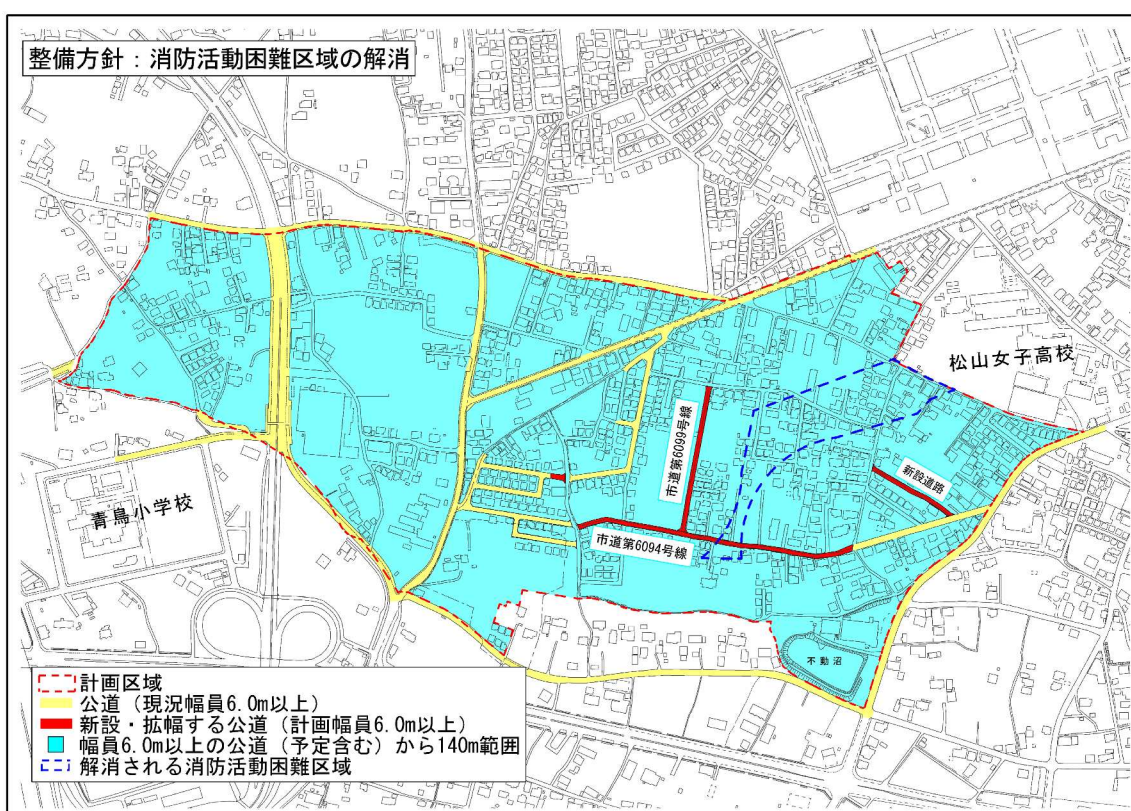 整備方針：消防活動困難区域の解消
松山女子高校
市道第6099号線
新設道路
青鳥小学校
市道第6094号線
不動沼
計画区域
公道（現況幅員6.0m以上）
新設・拡幅する公道（計画幅員6.0m以上）
幅員6.0m以上の公道（予定含む）から140m範囲
解消される消防活動困難区域